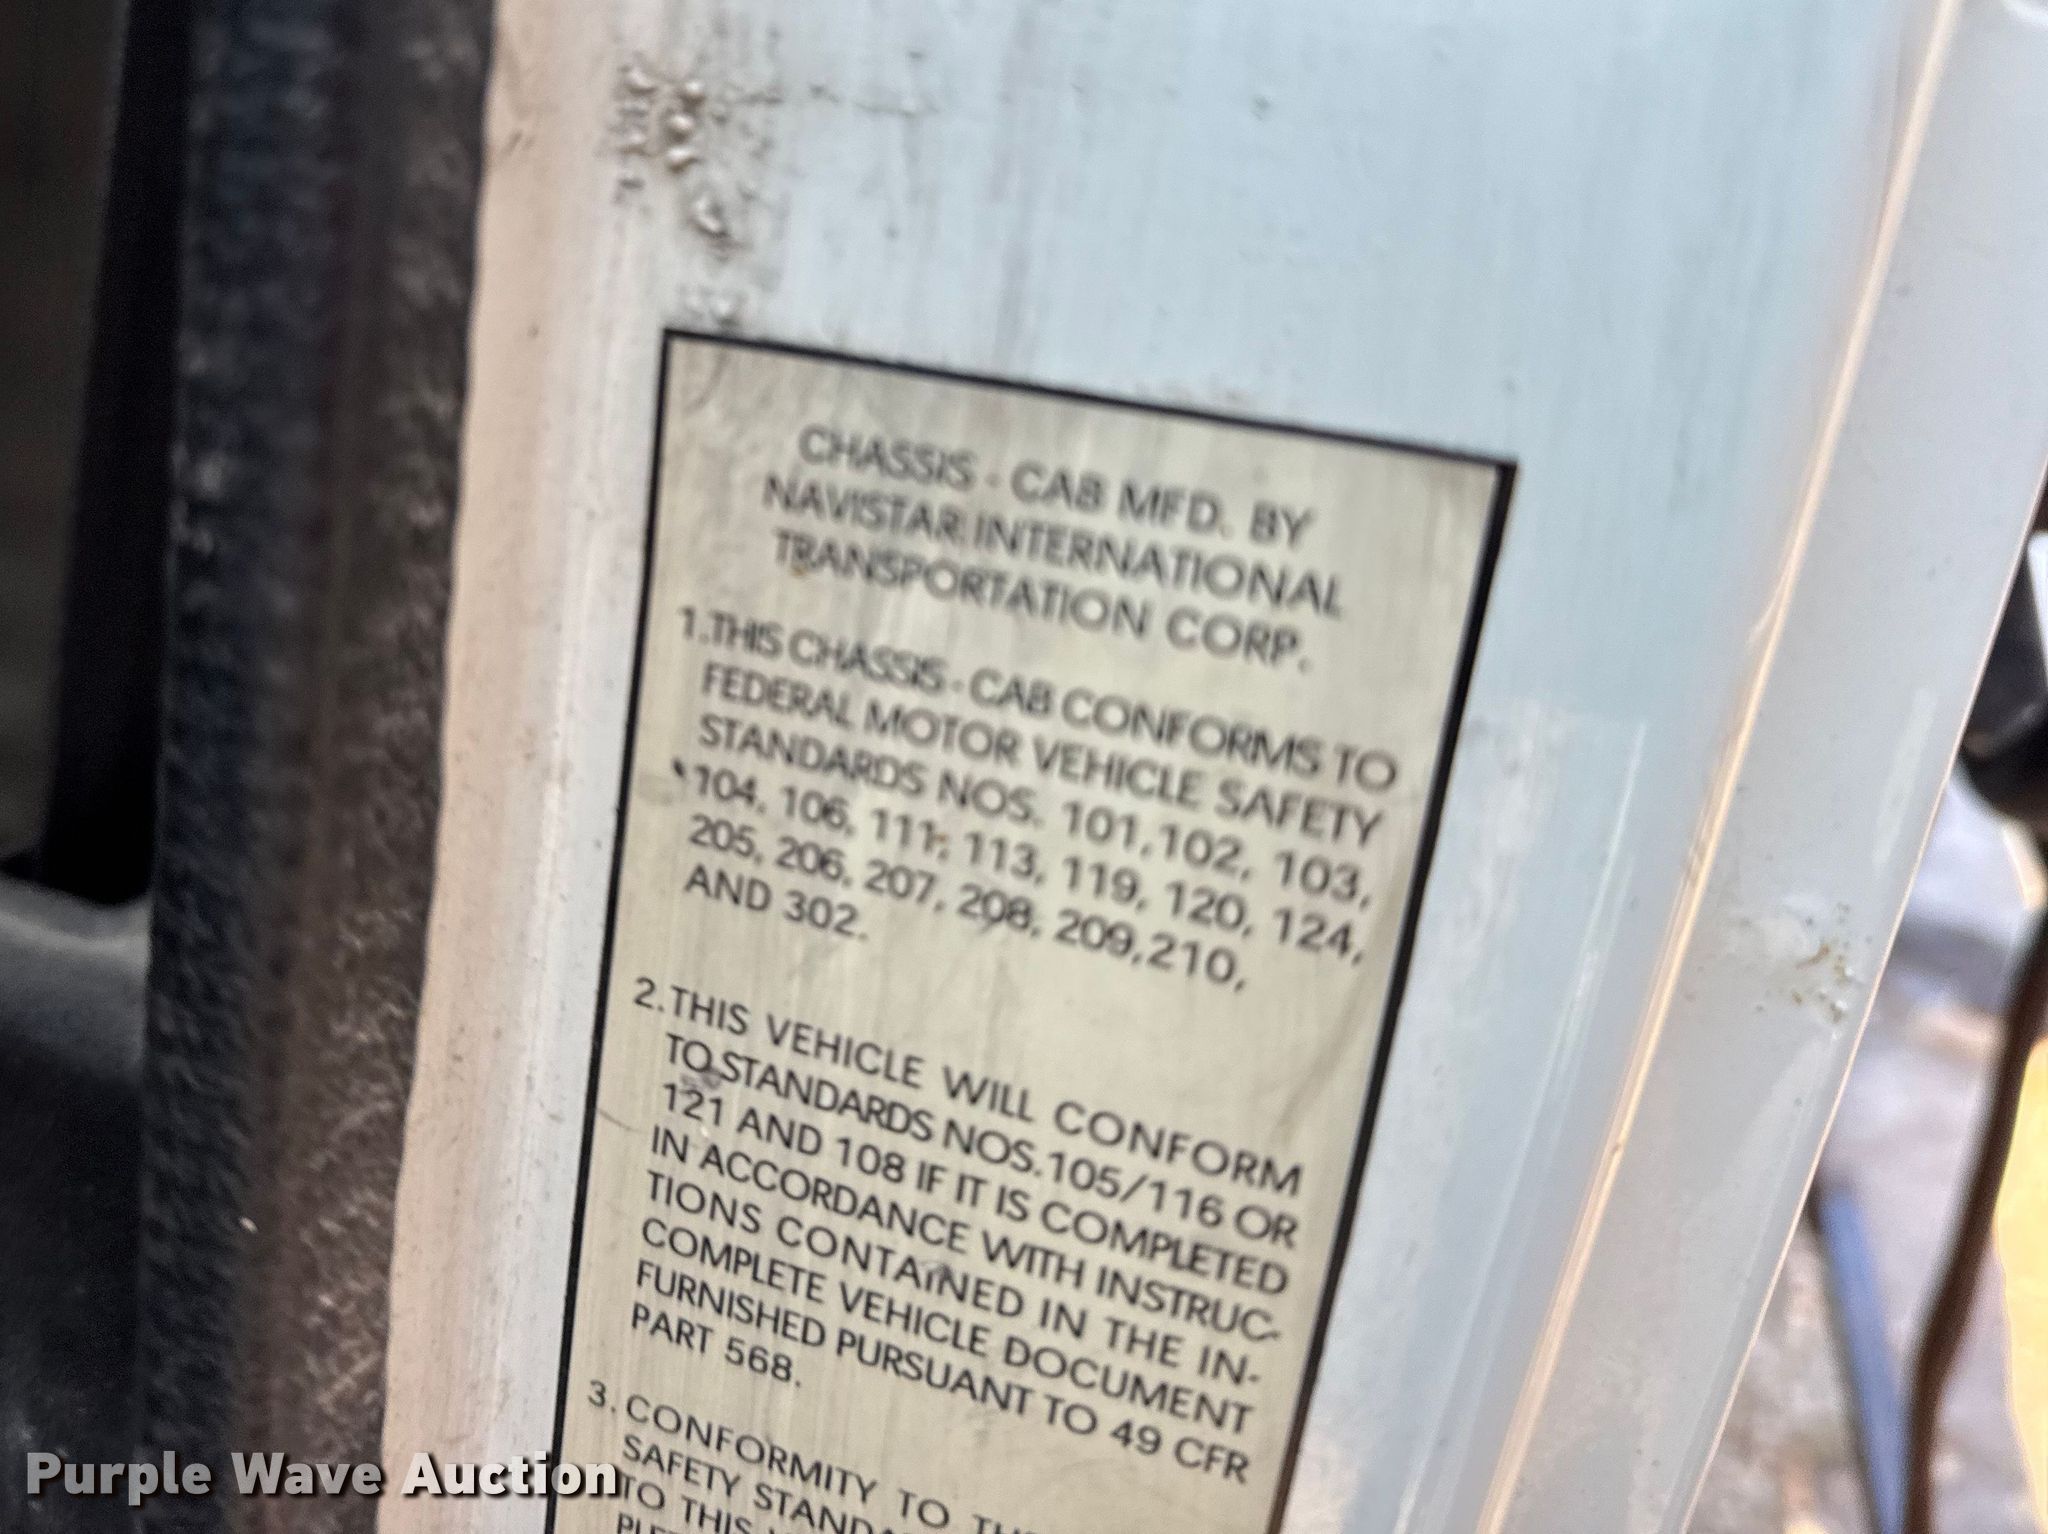 CHASSIS - CAB MFD. BY
NAVISTAR INTERNATIONAL
TRANSPORTATION CORP.
1. THIS CHASSIS - CAB CONFORMS TO
FEDERAL MOTOR VEHICLE SAFETY
STANDARDS NOS. 101, 102, 103,
104, 106, 111, 113, 119, 120, 124,
205, 206, 207, 208, 209, 210,
AND 302.
2. THIS VEHICLE WILL CONFORM
TO STANDARDS NOS. 105/116 OR
121 AND 108 IF IT IS COMPLETED
IN ACCORDANCE WITH INSTRUC-
TIONS CONTAINED IN THE IN-
COMPLETE VEHICLE DOCUMENT
FURNISHED PURSUANT TO 49 CFR
PART 568.
3. CONFORMITY TO
SAFETY
TO THIS
Purple Wave Auction